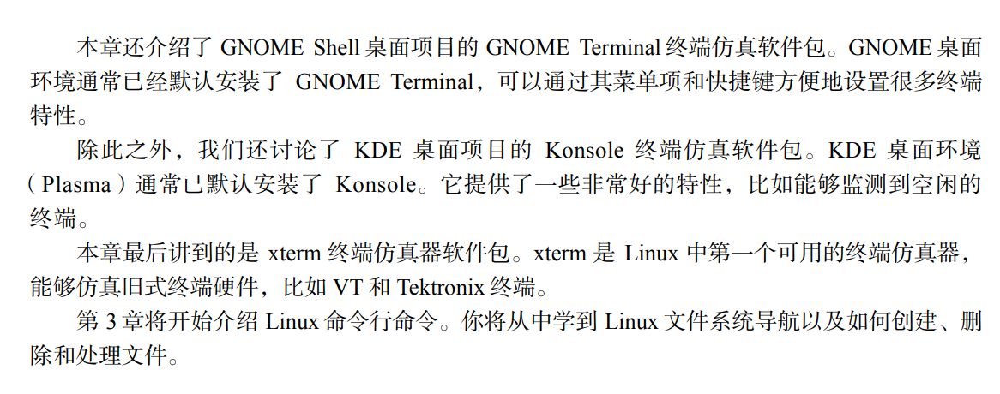 本章还介绍了 GNOME Shell 桌面项目的 GNOME Terminal 终端仿真软件包。GNOME 桌面
环境通常已经默认安装了 GNOME Terminal，可以通过其菜单项和快捷键方便地设置很多终端
特性。
除此之外，我们还讨论了 KDE 桌面项目的 Konsole 终端仿真软件包。KDE 桌面环境
（Plasma）通常已默认安装了 Konsole。它提供了一些非常好的特性，比如能够监测到空闲的
终端。
本章最后讲到的是 xterm 终端仿真器软件包。xterm 是 Linux 中第一个可用的终端仿真器，
能够仿真旧式终端硬件，比如 VT 和 Tektronix 终端。
第 3 章将开始介绍 Linux 命令行命令。你将从中学到 Linux 文件系统导航以及如何创建、删
除和处理文件。